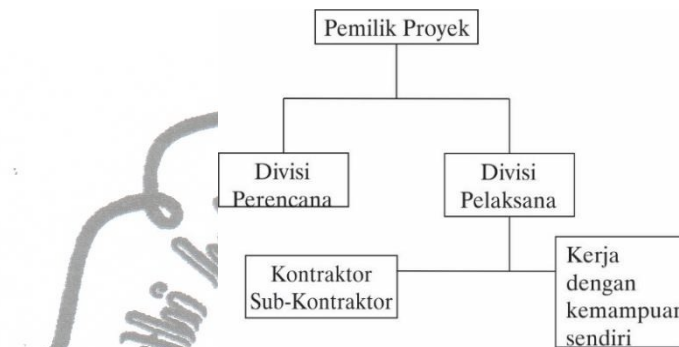 Pemilik Proyek
Divisi
Perencana
Divisi
Pelaksana
Kontraktor
Sub-Kontraktor
Kerja
dengan
kemampuan
sendiri